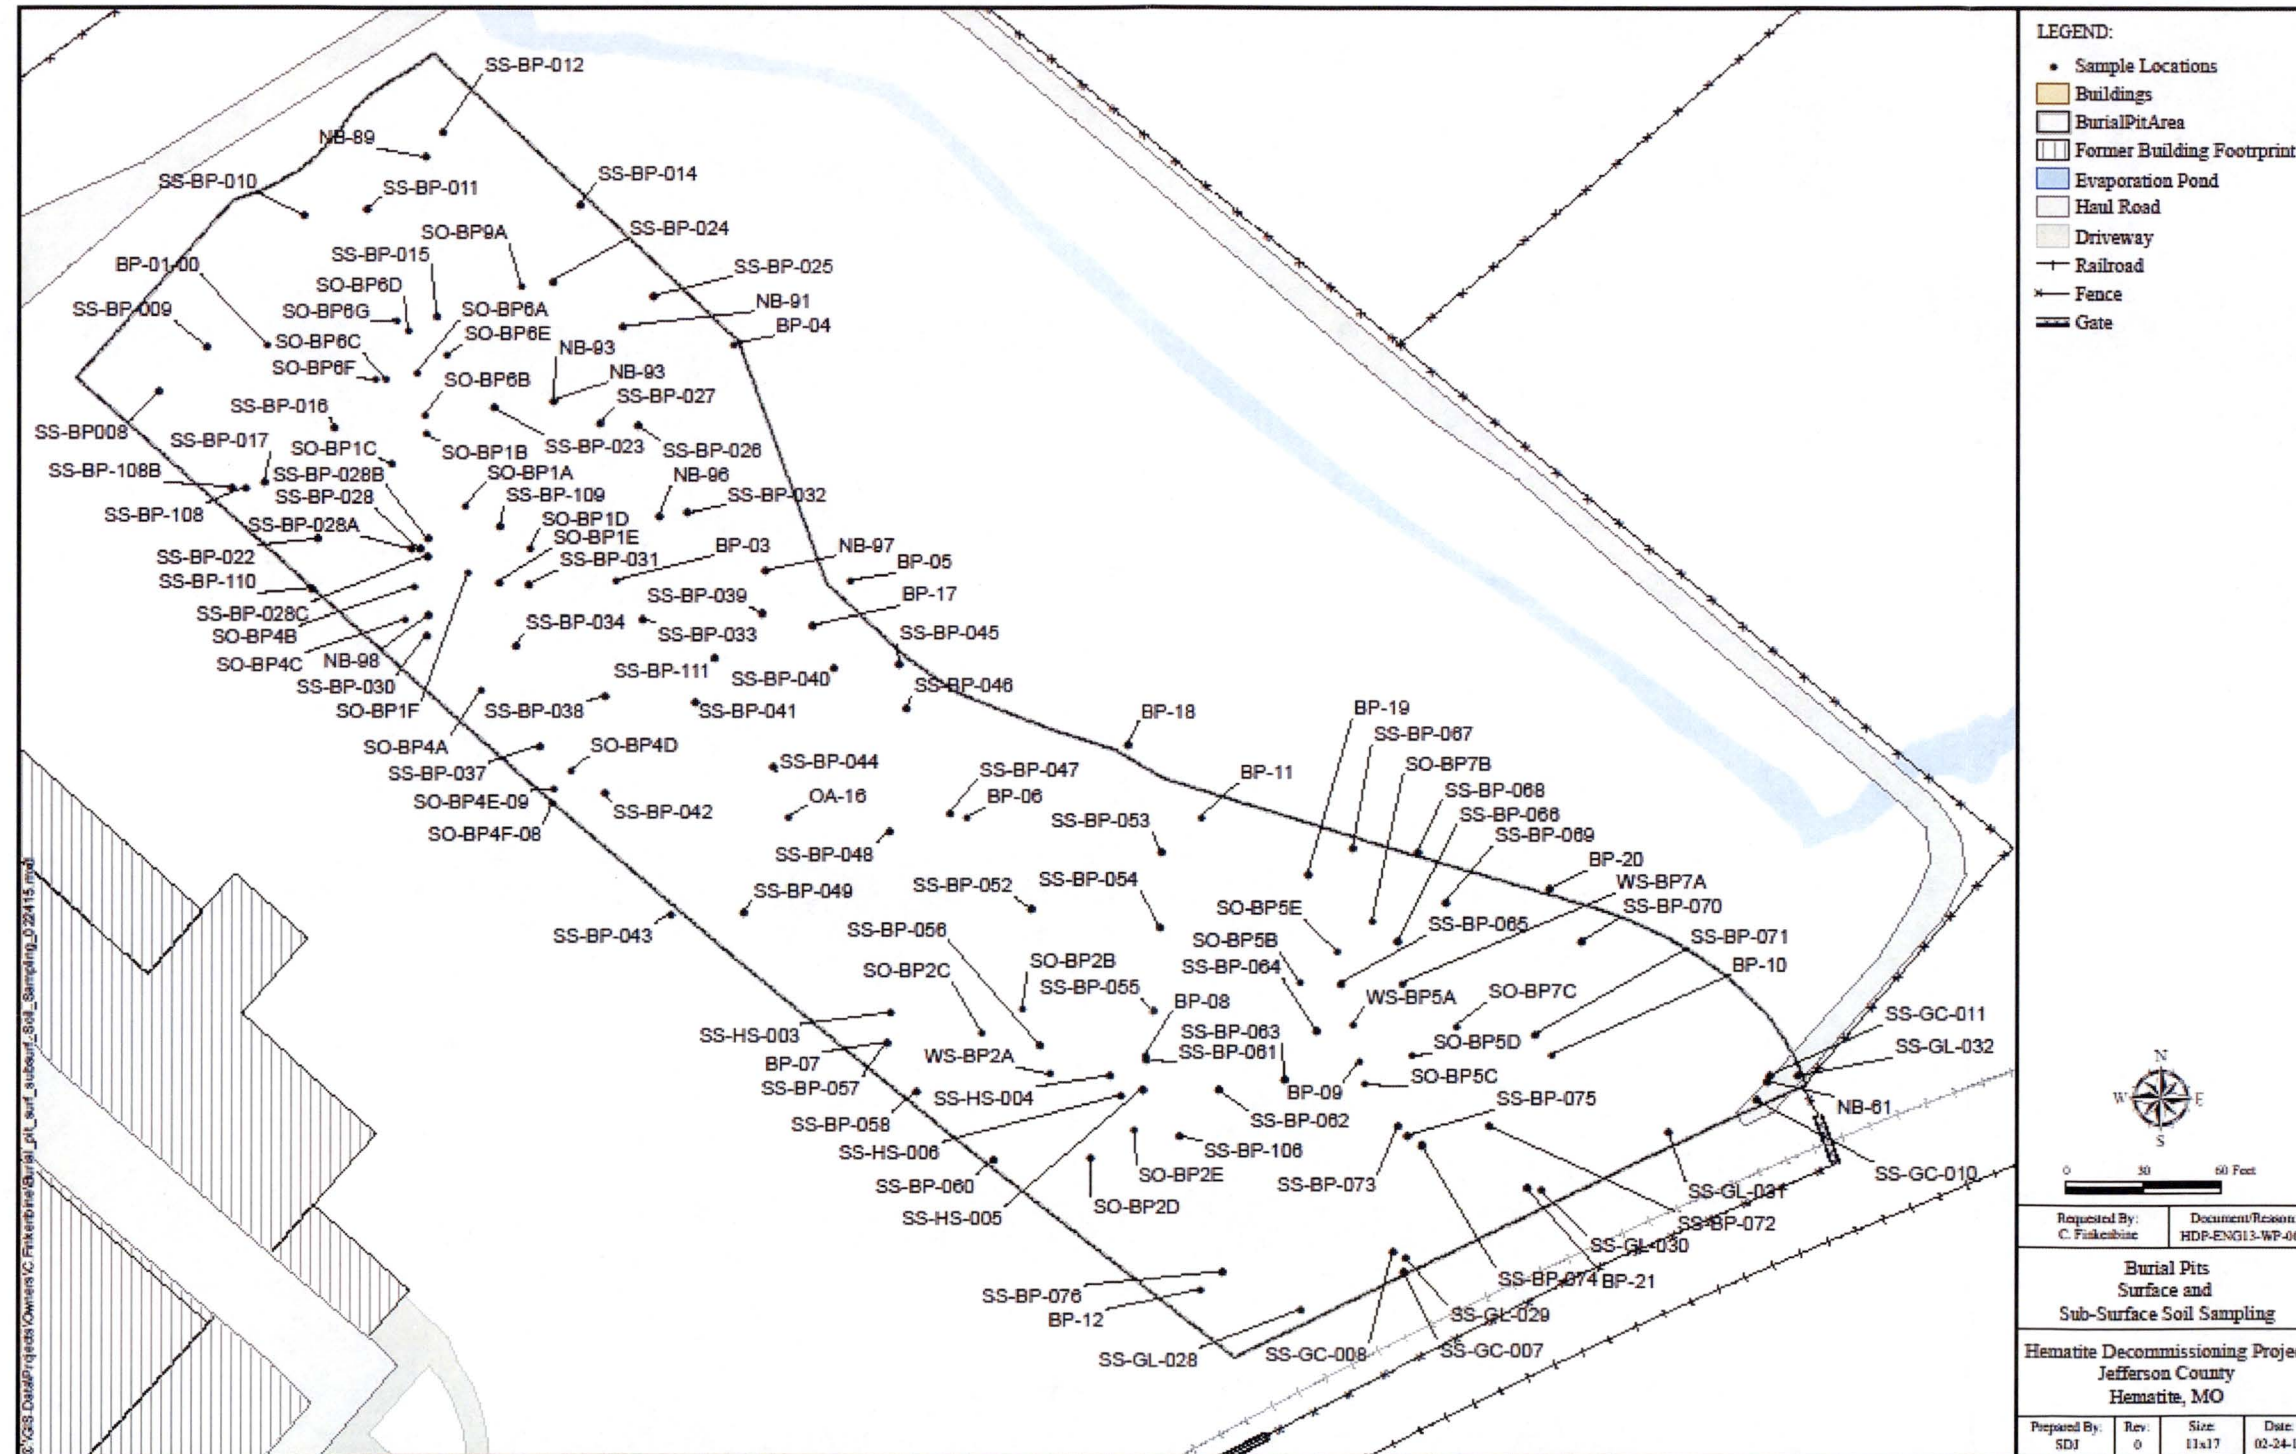 SS-BP-012
NB-89
SS-BP-010
SS-BP-011
SS-BP-014
SO-BP9A
SS-BP-024
SS-BP-015
BP-01-00
SS-BP-025
SO-BP6D
SO-BP6G
SO-BP6A
NB-91
SS-BP-009
SO-BP6E
BP-04
SO-BP6C
NB-93
SO-BP6F
NB-93
SO-BP6B
SS-BP-027
SS-BP-016
SS-BP008
SS-BP-017
SO-BP1C
SO-BP1B
SS-BP-023
SS-BP-026
SS-BP-108B
SS-BP-028B
SO-BP1A
NB-96
SS-BP-028
SS-BP-109
SS-BP-032
SS-BP-108
SS-BP-028A
SO-BP1D
SO-BP1E
SS-BP-022
SS-BP-031
BP-03
NB-97
BP-05
SS-BP-110
SS-BP-039
BP-17
SS-BP-028C
SO-BP4B
SS-BP-034
SS-BP-033
SS-BP-045
SO-BP4C
NB-98
SS-BP-111
SS-BP-040
SS-BP-030
SS-BP-046
SO-BP1F
SS-BP-038
SS-BP-041
BP-18
BP-19
SS-BP-067
SO-BP4A
SO-BP4D
SS-BP-037
SS-BP-044
SS-BP-047
BP-11
SO-BP7B
SO-BP4E-09
OA-16
BP-06
SS-BP-068
SS-BP-042
SS-BP-066
SO-BP4F-08
SS-BP-053
SS-BP-069
SS-BP-048
BP-20
SS-BP-049
SS-BP-052
SS-BP-054
WS-BP7A
SO-BP5E
SS-BP-070
SS-BP-043
SS-BP-056
SS-BP-065
SS-BP-071
SO-BP5B
SO-BP2C
SO-BP2B
SS-BP-064
BP-10
SS-BP-055
BP-08
WS-BP5A
SO-BP7C
SS-GC-011
SS-HS-003
SS-BP-063
SO-BP5D
SS-GL-032
BP-07
WS-BP2A
SS-BP-061
SS-BP-057
SO-BP5C
SS-HS-004
BP-09
SS-BP-075
NB-61
SS-BP-058
SS-BP-062
SS-HS-006
SS-BP-106
SO-BP2E
SS-GC-010
SS-BP-060
SS-BP-073
SS-GL-031
SS-HS-005
SO-BP2D
SS-BP-072
SS-GL-030
SS-BP-074
BP-21
SS-BP-076
BP-12
SS-GL-029
SS-GL-028
SS-GC-008
SS-GC-007
LEGEND:
Sample Locations
Buildings
BurialPitArea
Former Building Footrprint
Evaporation Pond
Haul Road
Driveway
Railroad
Fence
Gate
N
W E
S
0 30 60 Feet
Requested By:
C. Finkenbine
Document/Reason
HDP-ENG13-WP-0
Burial Pits
Surface and
Sub-Surface Soil Sampling
Hematite Decommissioning Projec
Jefferson County
Hematite, MO
Prepared By:
SDJ
Rev:
0
Size:
11x17
Date:
02-24-